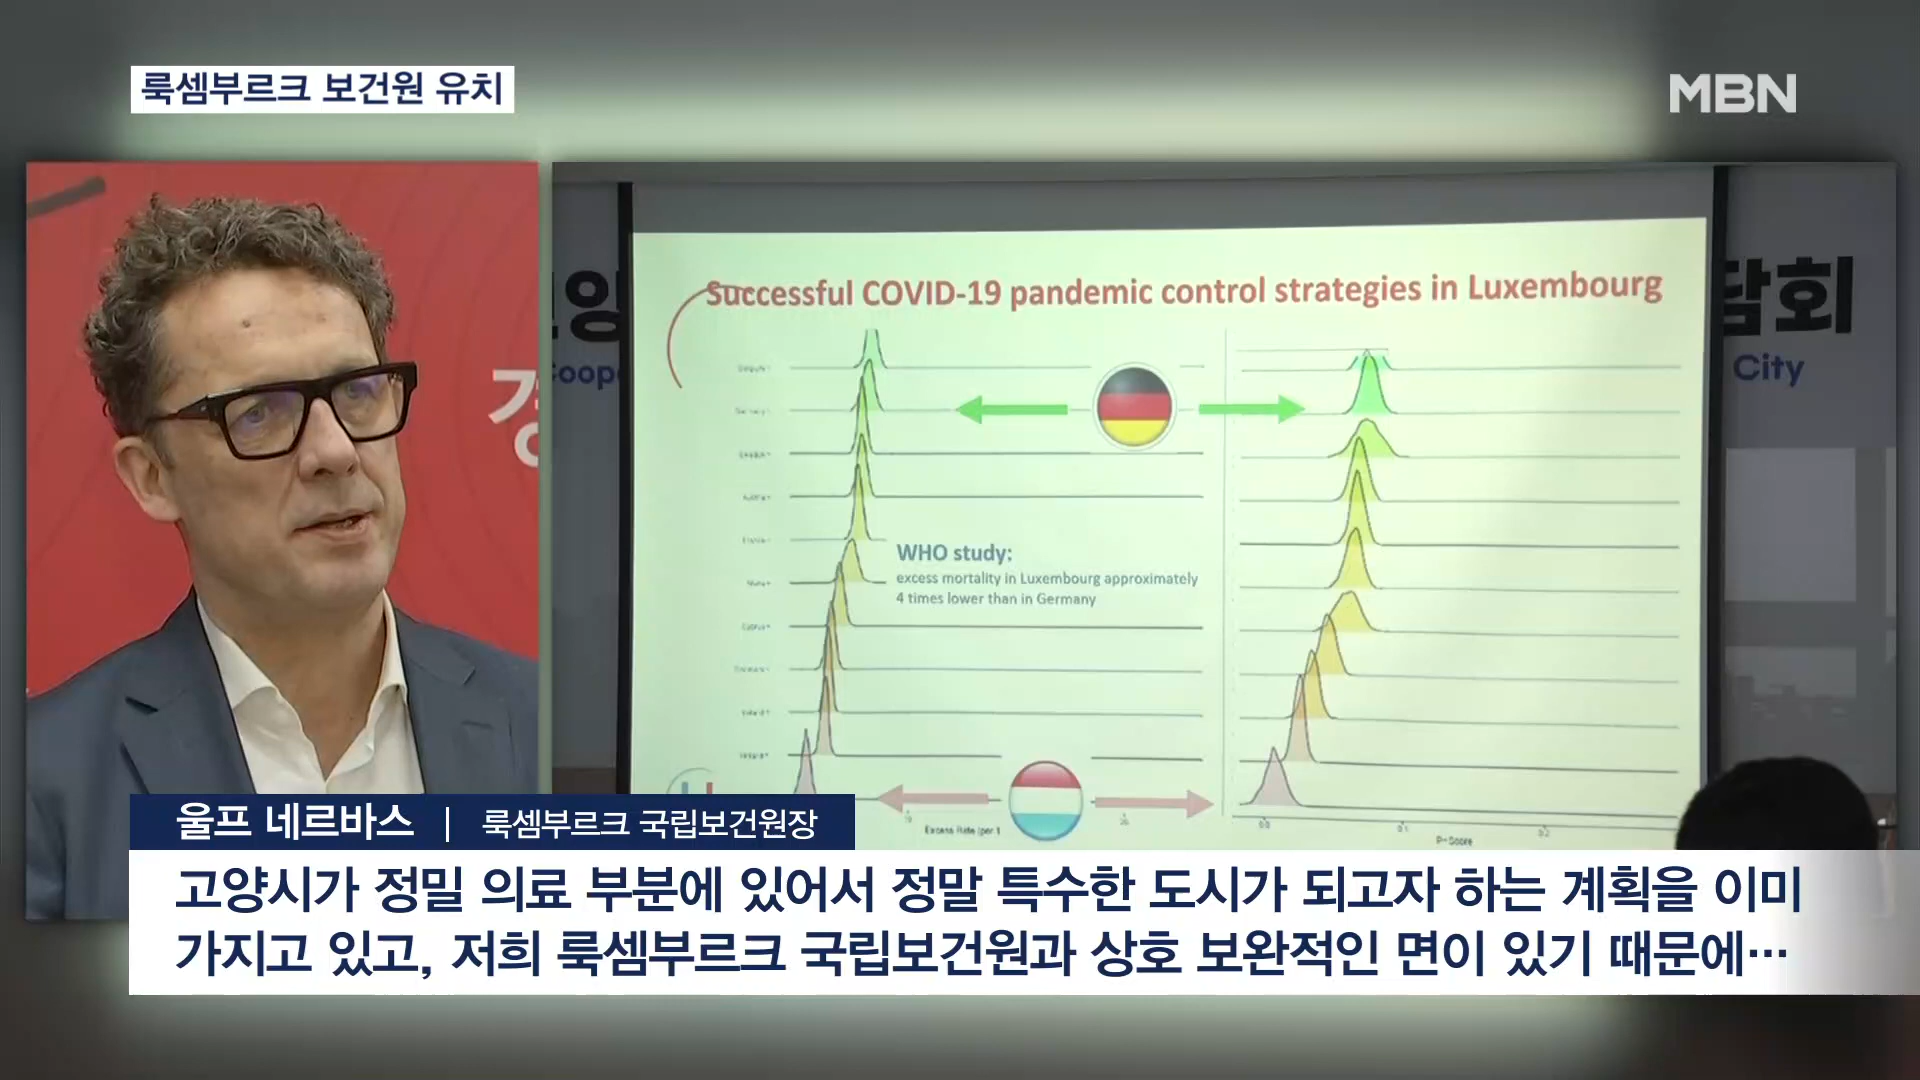 룩셈부르크 보건원 유치
MBN
담회
City
Successful COVID-19 pandemic control strategies in Luxembourg
WHO study:
excess mortality in Luxembourg approximately
4 times lower than in Germany
P-Score
울프 네르바스 | 룩셈부르크 국립보건원장
고양시가 정밀 의료 부분에 있어서 정말 특수한 도시가 되고자 하는 계획을 이미
가지고 있고, 저희 룩셈부르크 국립보건원과 상호 보완적인 면이 있기 때문에…